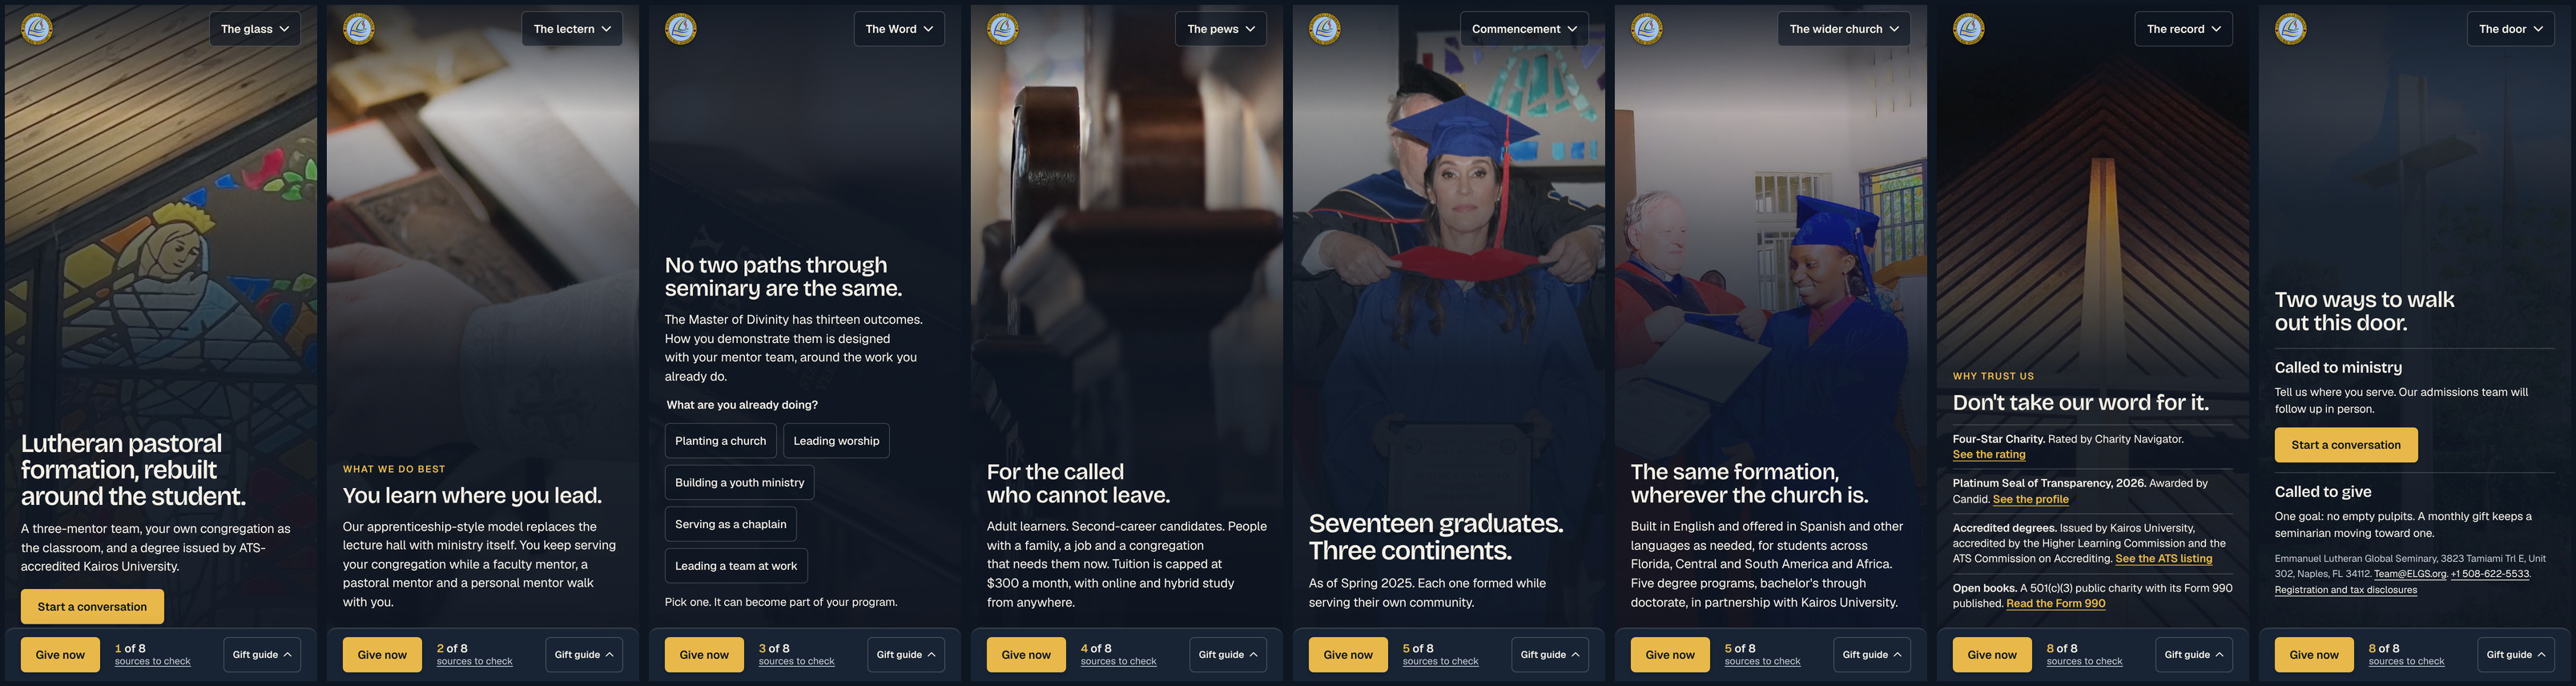 The glass
Lutheran pastoral
formation, rebuilt
around the student.
A three-mentor team, your own congregation as
the classroom, and a degree issued by ATS-
accredited Kairos University.
Start a conversation
Give now
1 of 8
sources to check
Gift guide
The lectern
WHAT WE DO BEST
You learn where you lead.
Our apprenticeship-style model replaces the
lecture hall with ministry itself. You keep serving
your congregation while a faculty mentor, a
pastoral mentor and a personal mentor walk
with you.
Give now
2 of 8
sources to check
Gift guide
The Word
No two paths through
seminary are the same.
The Master of Divinity has thirteen outcomes.
How you demonstrate them is designed
with your mentor team, around the work you
already do.
What are you already doing?
Planting a church
Leading worship
Building a youth ministry
Serving as a chaplain
Leading a team at work
Pick one. It can become part of your program.
Give now
3 of 8
sources to check
Gift guide
The pews
For the called
who cannot leave.
Adult learners. Second-career candidates. People
with a family, a job and a congregation
that needs them now. Tuition is capped at
$300 a month, with online and hybrid study
from anywhere.
Give now
4 of 8
sources to check
Gift guide
Commencement
Seventeen graduates.
Three continents.
As of Spring 2025. Each one formed while
serving their own community.
Give now
5 of 8
sources to check
Gift guide
The wider church
The same formation,
wherever the church is.
Built in English and offered in Spanish and other
languages as needed, for students across
Florida, Central and South America and Africa.
Five degree programs, bachelor's through
doctorate, in partnership with Kairos University.
Give now
5 of 8
sources to check
Gift guide
The record
WHY TRUST US
Don't take our word for it.
Four-Star Charity. Rated by Charity Navigator.
See the rating
Platinum Seal of Transparency, 2026. Awarded by
Candid. See the profile
Accredited degrees. Issued by Kairos University,
accredited by the Higher Learning Commission and the
ATS Commission on Accrediting. See the ATS listing
Open books. A 501(c)(3) public charity with its Form 990
published. Read the Form 990
Give now
8 of 8
sources to check
Gift guide
The door
Two ways to walk
out this door.
Called to ministry
Tell us where you serve. Our admissions team will
follow up in person.
Start a conversation
Called to give
One goal: no empty pulpits. A monthly gift keeps a
seminarian moving toward one.
Emmanuel Lutheran Global Seminary, 3823 Tamiami Trl E, Unit
302, Naples, FL 34112. Team@ELGS.org. +1 508-622-5533.
Registration and tax disclosures
Give now
8 of 8
sources to check
Gift guide